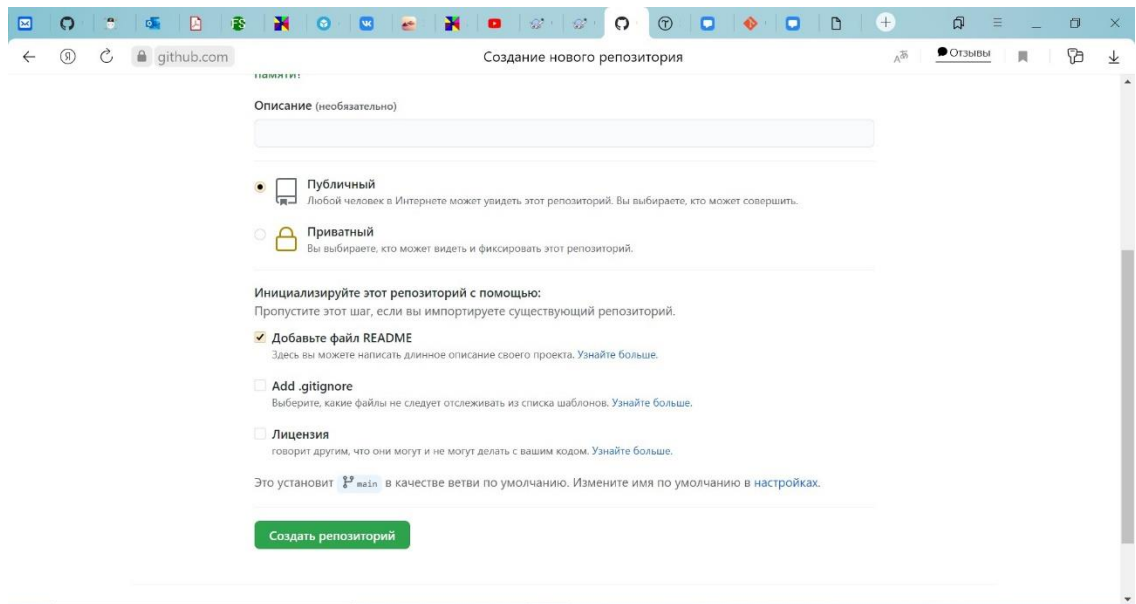 github.com
Создание нового репозитория
Отзывы
памяти?
Описание (необязательно)
Публичный
Любой человек в Интернете может увидеть этот репозиторий. Вы выбираете, кто может совершить.
Приватный
Вы выбираете, кто может видеть и фиксировать этот репозиторий.
Инициализируйте этот репозиторий с помощью:
Пропустите этот шаг, если вы импортируете существующий репозиторий.
Добавьте файл README
Здесь вы можете написать длинное описание своего проекта. Узнайте больше.
Add .gitignore
Выберите, какие файлы не следует отслеживать из списка шаблонов. Узнайте больше.
Лицензия
говорит другим, что они могут и не могут делать с вашим кодом. Узнайте больше.
Это установит main в качестве ветви по умолчанию. Измените имя по умолчанию в настройках.
Создать репозиторий